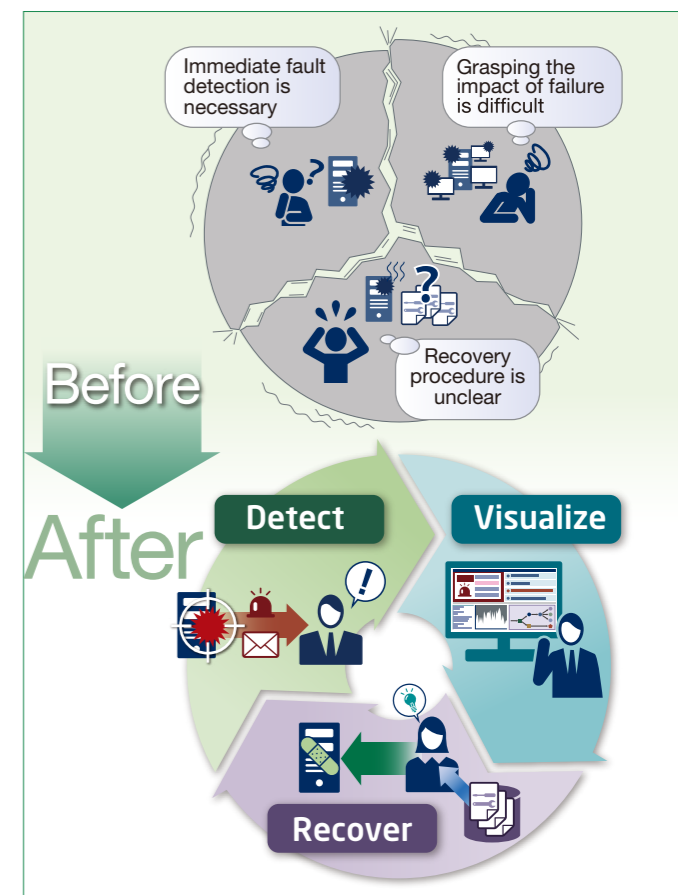 Immediate fault
detection is
necessary
Grasping the
impact of failure
is difficult
?
?
Recovery
procedure is
unclear
Before
After
Detect
Visualize
!
Recover